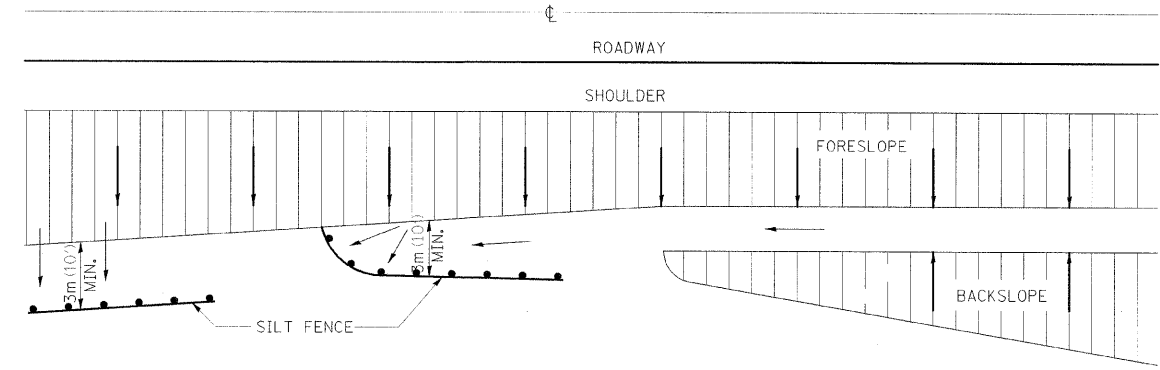 ℄
ROADWAY
SHOULDER
FORESLOPE
3m (10')
MIN.
3m (10')
MIN.
BACKSLOPE
SILT FENCE